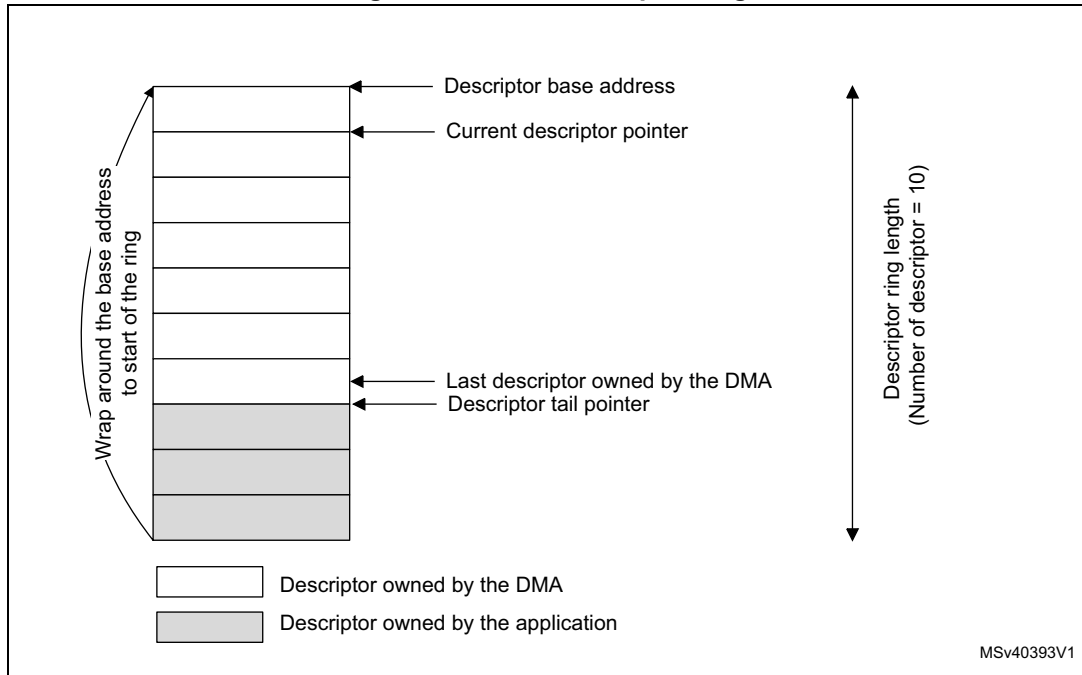 Descriptor base address
Current descriptor pointer
Wrap around the base address
to start of the ring
Descriptor ring length
(Number of descriptor = 10)
Last descriptor owned by the DMA
Descriptor tail pointer
Descriptor owned by the DMA
Descriptor owned by the application
MSv40393V1